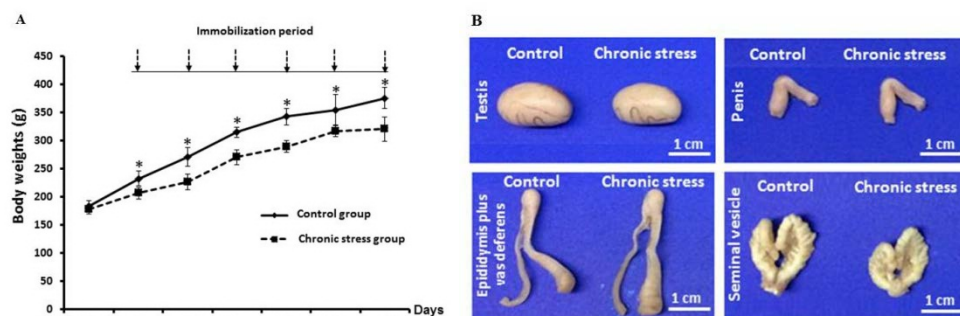 A
Immobilization period
450
400
350
300
250
200
150
100
50
0
Body weights (g)
* * * * * *
Control group
Chronic stress group
Days
B
Control Chronic stress
Testis
1 cm
Control Chronic stress
Penis
1 cm
Control Chronic stress
Epididymis plus
vas deferens
1 cm
Control Chronic stress
Seminal vesicle
1 cm